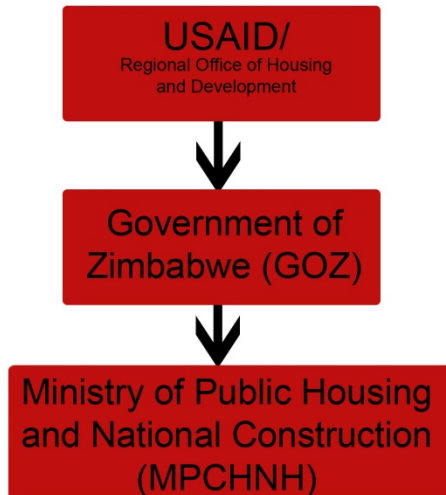 USAID/
Regional Office of Housing
and Development
Government of
Zimbabwe (GOZ)
Ministry of Public Housing
and National Construction
(MPCHNH)